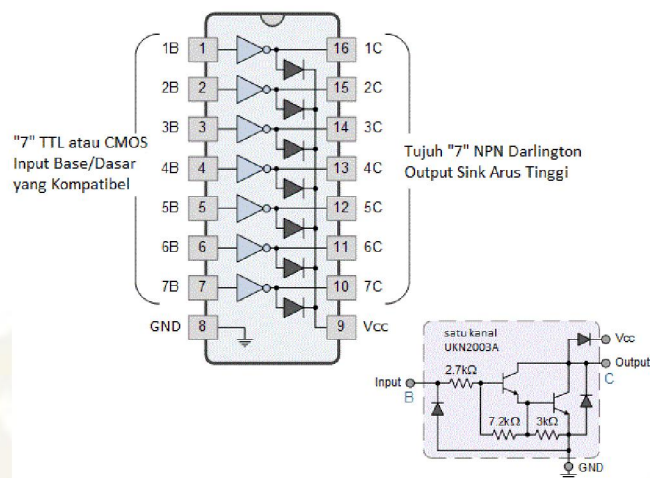 1B 1 16 1C
2B 2 15 2C
3B 3 14 3C
4B 4 13 4C
5B 5 12 5C
6B 6 11 6C
7B 7 10 7C
GND 8 9 Vcc
"7" TTL atau CMOS
Input Base/Dasar
yang Kompatibel
Tujuh "7" NPN Darlington
Output Sink Arus Tinggi
satu kanal
UKN2003A
Vcc
Output
C
Input
B
2.7kΩ
7.2kΩ 3kΩ
GND